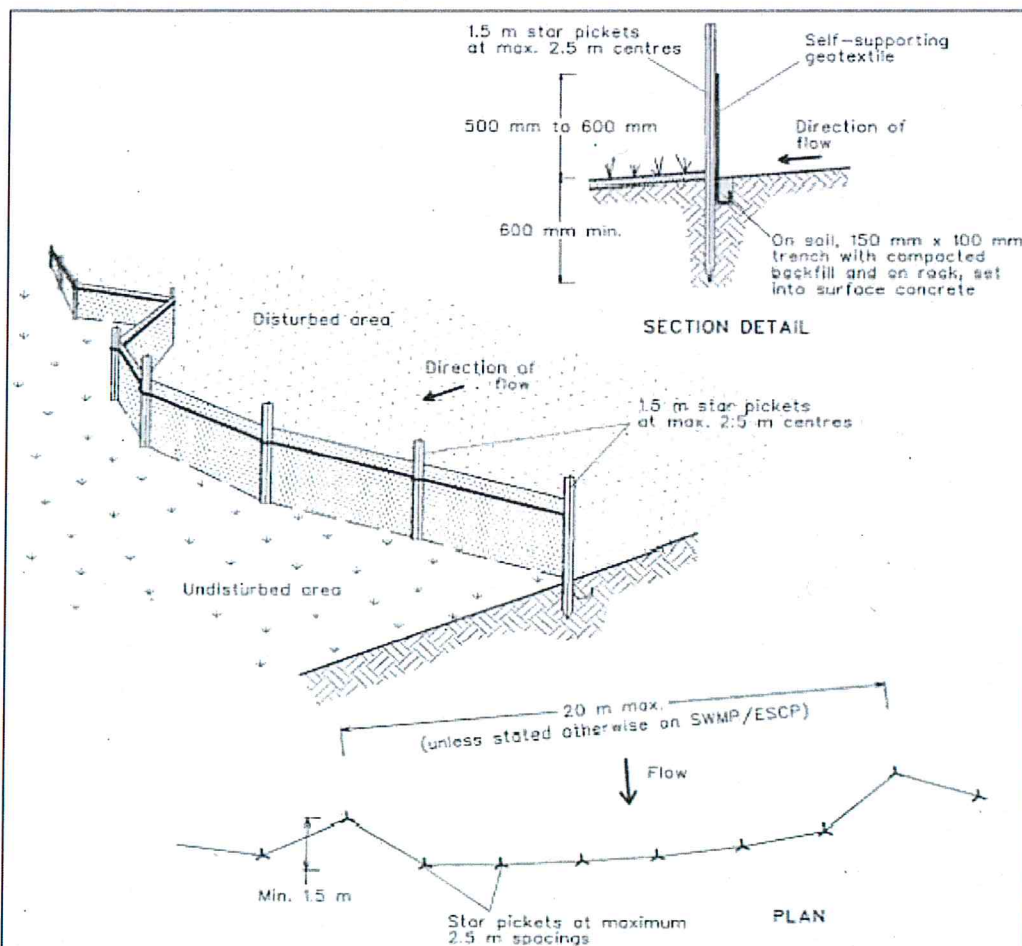 1.5 m star pickets
at max. 2.5 m centres
Self-supporting
geotextile
500 mm to 600 mm
Direction of
flow
600 mm min.
On soil, 150 mm x 100 mm
trench with compacted
backfill and on rock, set
into surface concrete
SECTION DETAIL
Disturbed area
Direction of
flow
1.5 m star pickets
at max. 2.5 m centres
Undisturbed area
20 m max.
(unless stated otherwise on SWMP/ESCP)
Flow
Min. 1.5 m
Star pickets at maximum
2.5 m spacings
PLAN